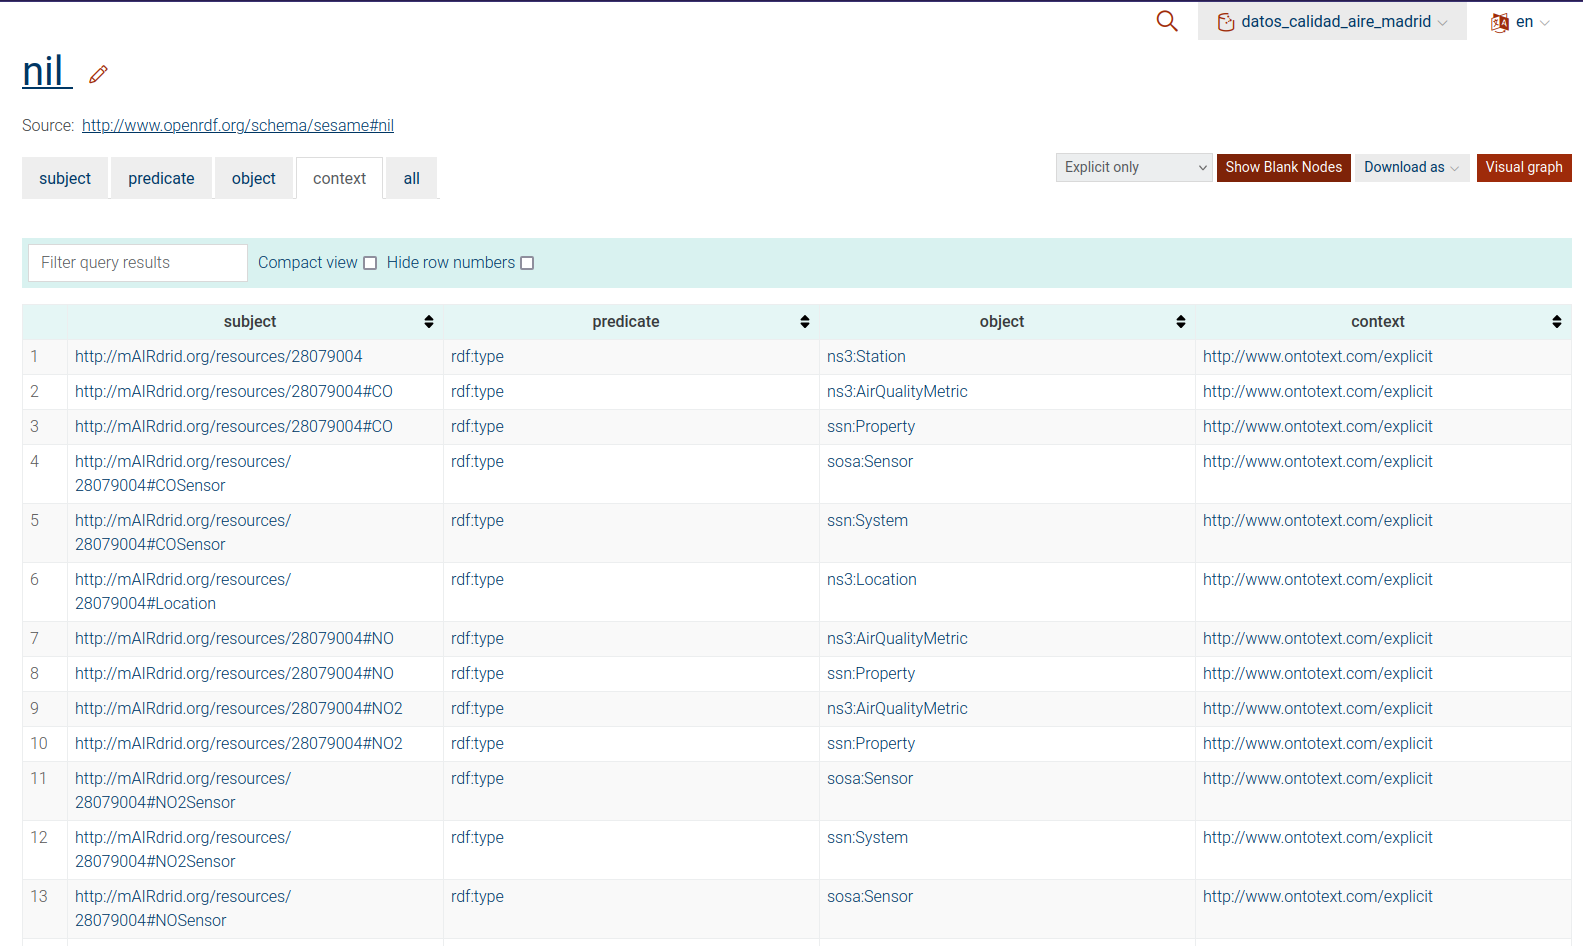 datos_calidad_aire_madrid en
nil
Source: http://www.openrdf.org/schema/sesame#nil
subject predicate object context all Explicit only Show Blank Nodes Download as Visual graph
Filter query results Compact view Hide row numbers
subject predicate object context
1 http://mAIRdrid.org/resources/28079004 rdf:type ns3:Station http://www.ontotext.com/explicit
2 http://mAIRdrid.org/resources/28079004#CO rdf:type ns3:AirQualityMetric http://www.ontotext.com/explicit
3 http://mAIRdrid.org/resources/28079004#CO rdf:type ssn:Property http://www.ontotext.com/explicit
4 http://mAIRdrid.org/resources/ rdf:type sosa:Sensor http://www.ontotext.com/explicit
28079004#COSensor
5 http://mAIRdrid.org/resources/ rdf:type ssn:System http://www.ontotext.com/explicit
28079004#COSensor
6 http://mAIRdrid.org/resources/ rdf:type ns3:Location http://www.ontotext.com/explicit
28079004#Location
7 http://mAIRdrid.org/resources/28079004#NO rdf:type ns3:AirQualityMetric http://www.ontotext.com/explicit
8 http://mAIRdrid.org/resources/28079004#NO rdf:type ssn:Property http://www.ontotext.com/explicit
9 http://mAIRdrid.org/resources/28079004#NO2 rdf:type ns3:AirQualityMetric http://www.ontotext.com/explicit
10 http://mAIRdrid.org/resources/28079004#NO2 rdf:type ssn:Property http://www.ontotext.com/explicit
11 http://mAIRdrid.org/resources/ rdf:type sosa:Sensor http://www.ontotext.com/explicit
28079004#NO2Sensor
12 http://mAIRdrid.org/resources/ rdf:type ssn:System http://www.ontotext.com/explicit
28079004#NO2Sensor
13 http://mAIRdrid.org/resources/ rdf:type sosa:Sensor http://www.ontotext.com/explicit
28079004#NOSensor